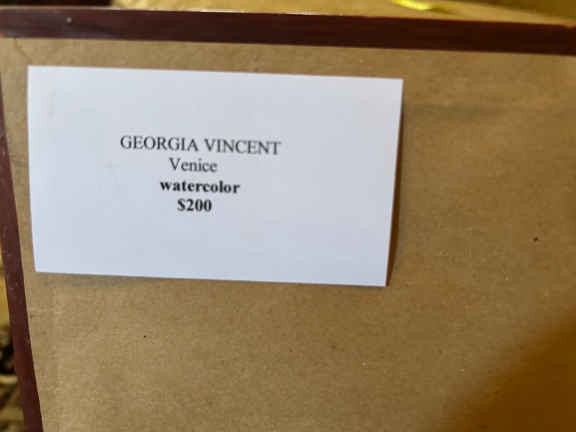 GEORGIA VINCENT
Venice
watercolor
$200